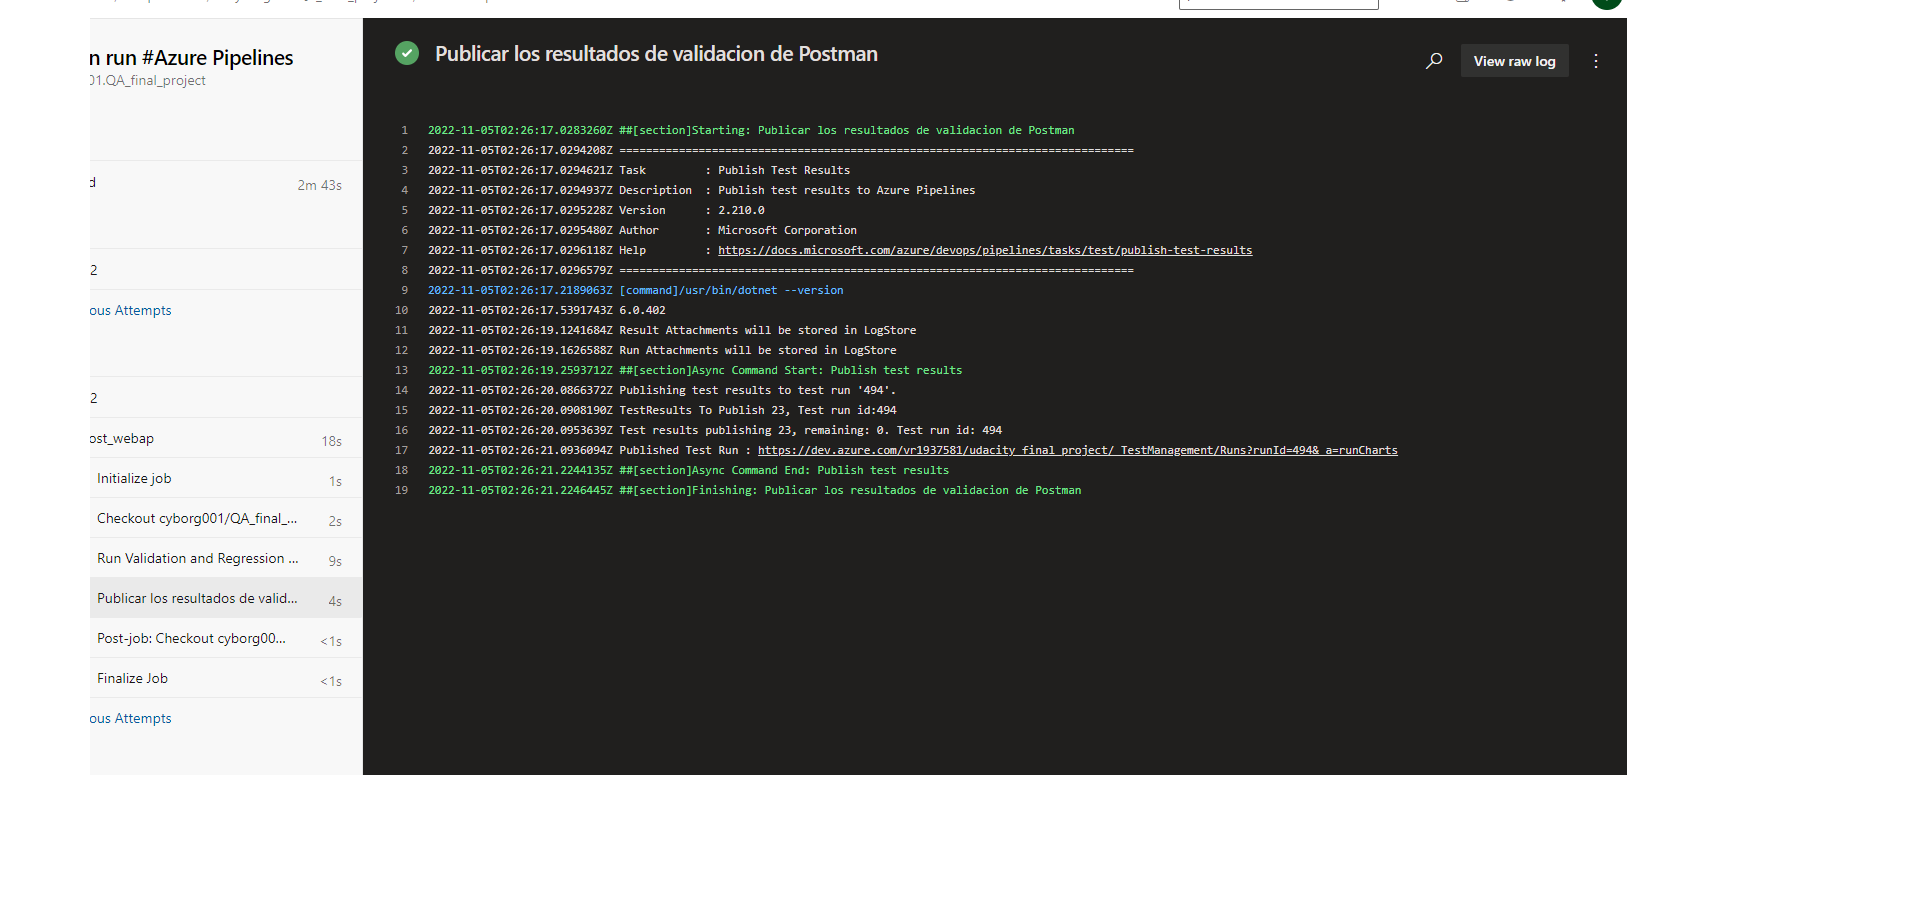 n run #Azure Pipelines
01.QA_final_project
d 2m 43s
2
ous Attempts
2
ost_webap 18s
Initialize job 1s
Checkout cyborg001/QA_final_... 2s
Run Validation and Regression ... 9s
Publicar los resultados de valid... 4s
Post-job: Checkout cyborg00... <1s
Finalize Job <1s
ous Attempts
Publicar los resultados de validacion de Postman
View raw log
1 2022-11-05T02:26:17.0283260Z ##[section]Starting: Publicar los resultados de validacion de Postman
2 2022-11-05T02:26:17.0294208Z ==============================================================================
3 2022-11-05T02:26:17.0294621Z Task         : Publish Test Results
4 2022-11-05T02:26:17.0294937Z Description  : Publish test results to Azure Pipelines
5 2022-11-05T02:26:17.0295228Z Version      : 2.210.0
6 2022-11-05T02:26:17.0295480Z Author       : Microsoft Corporation
7 2022-11-05T02:26:17.0296118Z Help         : https://docs.microsoft.com/azure/devops/pipelines/tasks/test/publish-test-results
8 2022-11-05T02:26:17.0296579Z ==============================================================================
9 2022-11-05T02:26:17.2189063Z [command]/usr/bin/dotnet --version
10 2022-11-05T02:26:17.5391743Z 6.0.402
11 2022-11-05T02:26:19.1241684Z Result Attachments will be stored in LogStore
12 2022-11-05T02:26:19.1626588Z Run Attachments will be stored in LogStore
13 2022-11-05T02:26:19.2593712Z ##[section]Async Command Start: Publish test results
14 2022-11-05T02:26:20.0866372Z Publishing test results to test run '494'.
15 2022-11-05T02:26:20.0908190Z TestResults To Publish 23, Test run id:494
16 2022-11-05T02:26:20.0953639Z Test results publishing 23, remaining: 0. Test run id: 494
17 2022-11-05T02:26:21.0936094Z Published Test Run : https://dev.azure.com/vr1937581/udacity_final_project/_TestManagement/Runs?runId=494&_a=runCharts
18 2022-11-05T02:26:21.2244135Z ##[section]Async Command End: Publish test results
19 2022-11-05T02:26:21.2246445Z ##[section]Finishing: Publicar los resultados de validacion de Postman